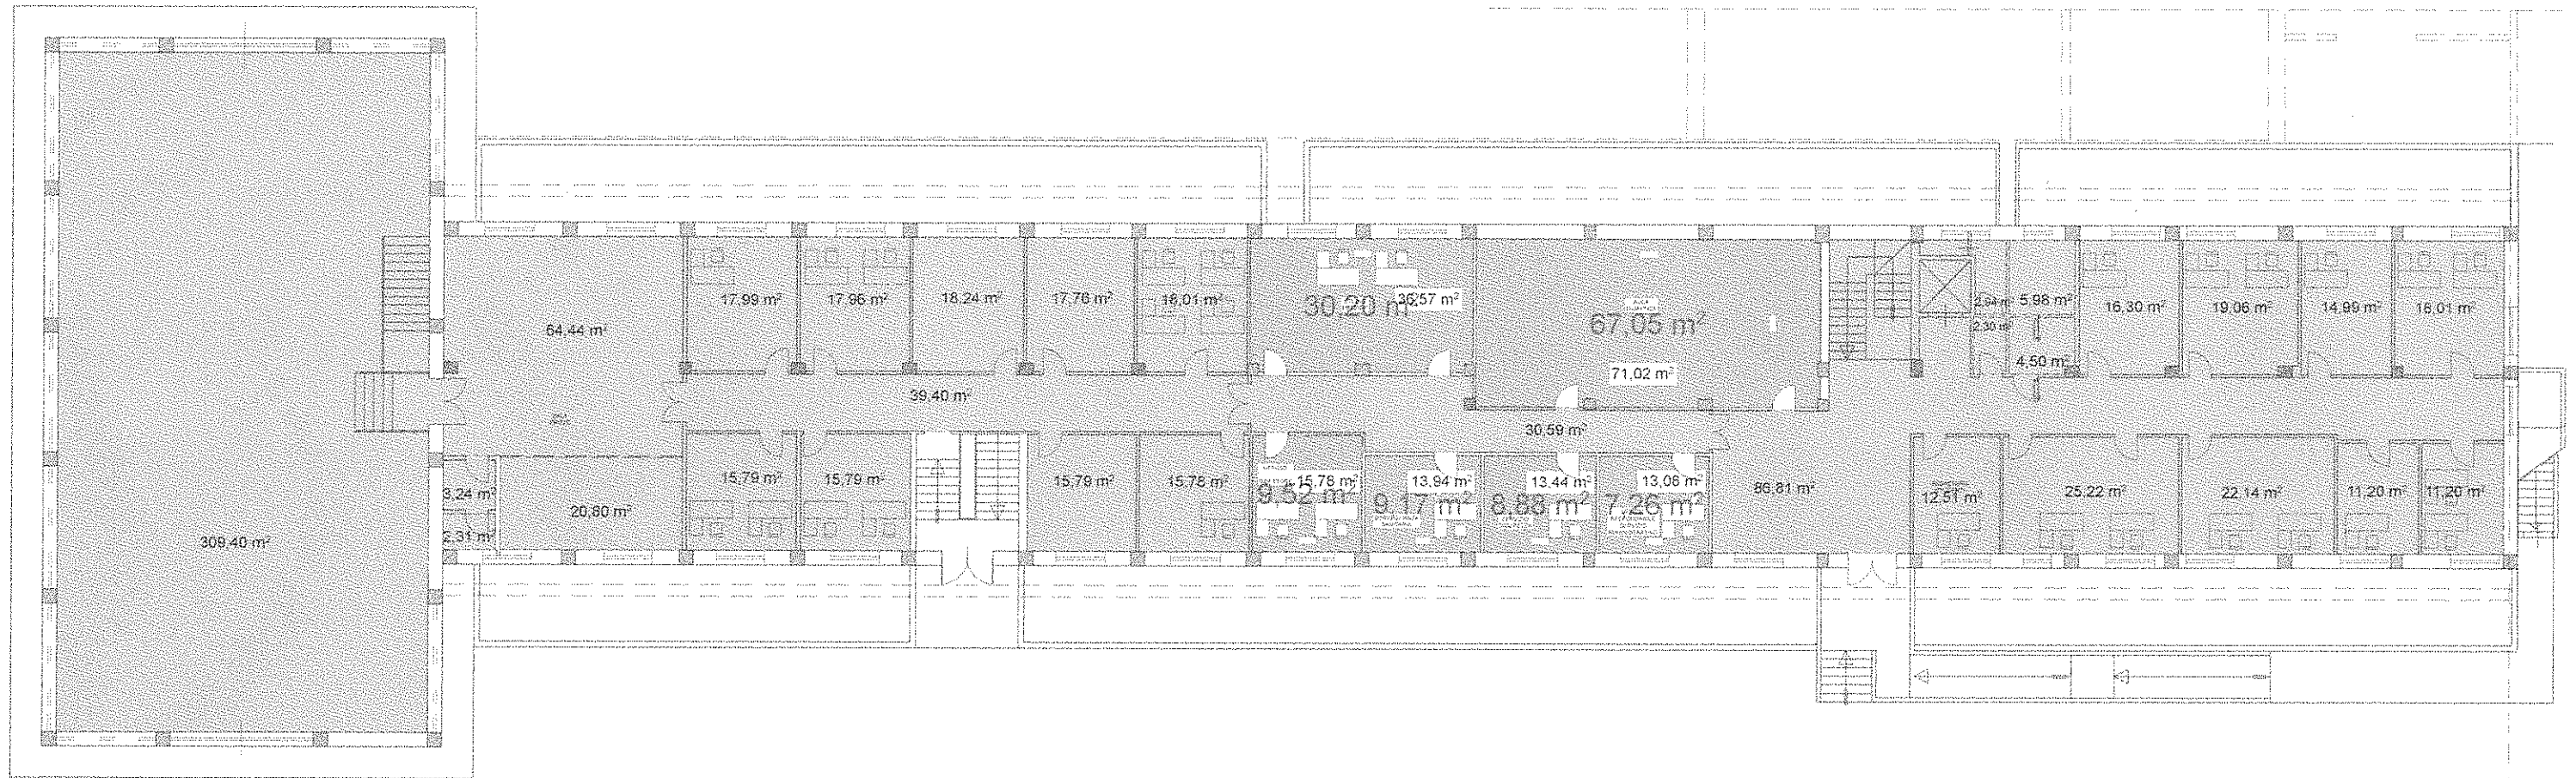 17,99 m²
17,96 m²
18,24 m²
17,76 m²
18,01 m²
30,20 m²
35,57 m²
64,44 m²
67,05 m²
71,02 m²
2,94 m²
5,98 m²
2,30 m²
4,50 m²
16,30 m²
19,06 m²
14,99 m²
18,01 m²
39,40 m²
30,59 m²
3,24 m²
2,31 m²
20,80 m²
15,79 m²
15,79 m²
15,79 m²
15,78 m²
15,78 m²
9,52 m²
13,94 m²
9,17 m²
13,44 m²
8,88 m²
13,06 m²
7,26 m²
86,81 m²
12,51 m²
25,22 m²
22,14 m²
11,20 m²
11,20 m²
309,40 m²